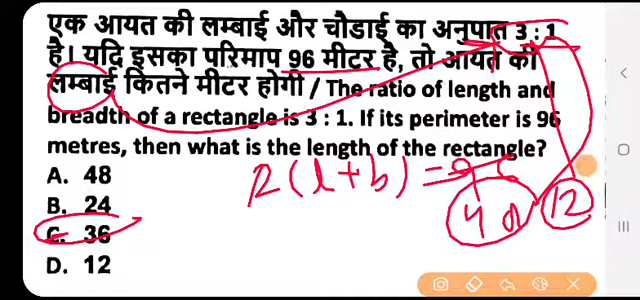 एक आयत की लम्बाई और चौडाई का अनुपात 3 : 1
है। यदि इसका परिमाप 96 मीटर है, तो आयत की
लम्बाई कितने मीटर होगी / The ratio of length and
breadth of a rectangle is 3 : 1. If its perimeter is 96
metres, then what is the length of the rectangle?
A. 48
B. 24
C. 36
D. 12
2(l+b) = 96
12